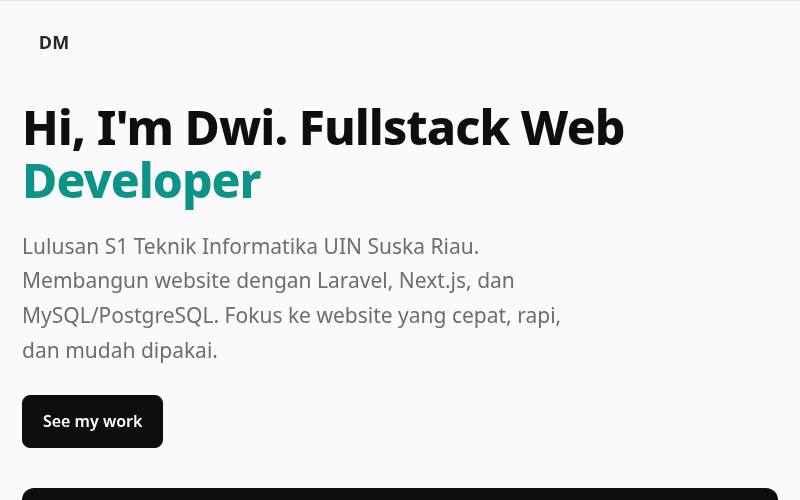 DM
Hi, I'm Dwi. Fullstack Web
Developer
Lulusan S1 Teknik Informatika UIN Suska Riau.
Membangun website dengan Laravel, Next.js, dan
MySQL/PostgreSQL. Fokus ke website yang cepat, rapi,
dan mudah dipakai.
See my work